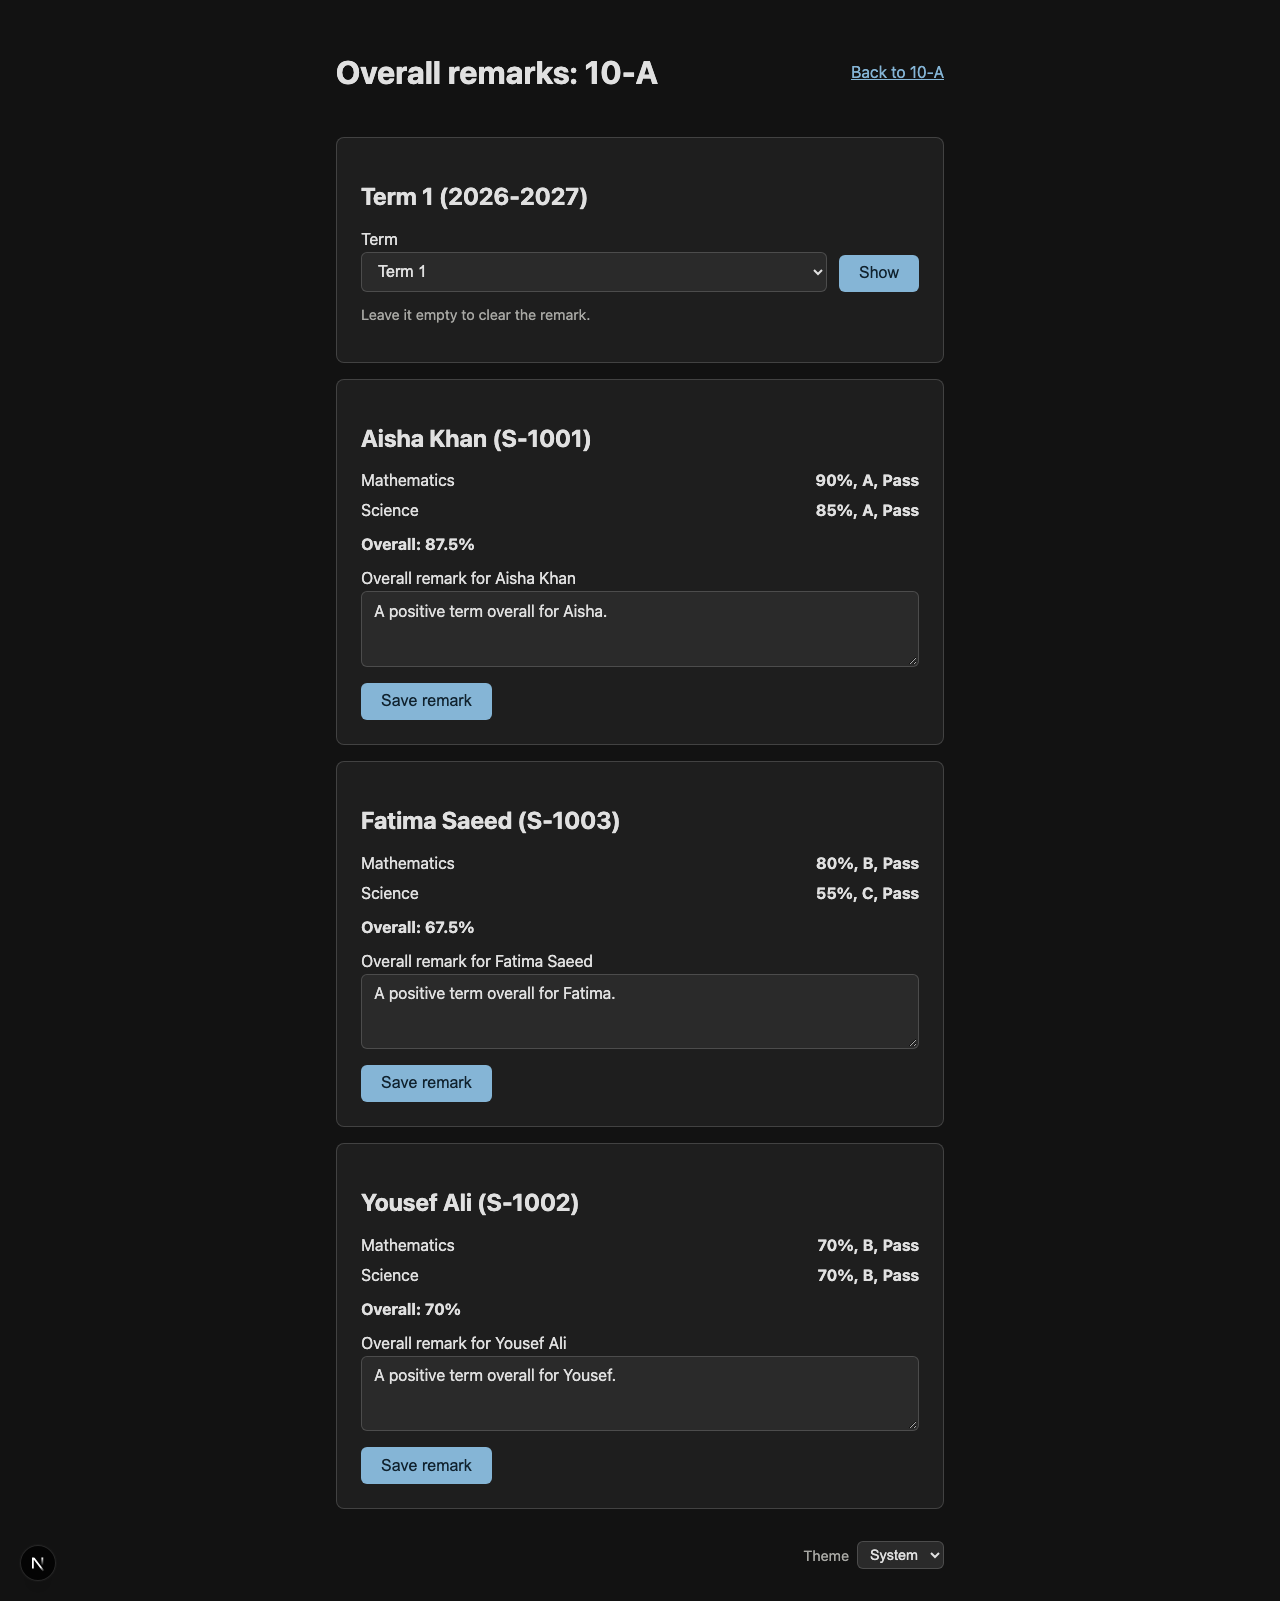 Overall remarks: 10-A
Back to 10-A
Term 1 (2026-2027)
Term
Term 1
Show
Leave it empty to clear the remark.
Aisha Khan (S-1001)
Mathematics 90%, A, Pass
Science 85%, A, Pass
Overall: 87.5%
Overall remark for Aisha Khan
A positive term overall for Aisha.
Save remark
Fatima Saeed (S-1003)
Mathematics 80%, B, Pass
Science 55%, C, Pass
Overall: 67.5%
Overall remark for Fatima Saeed
A positive term overall for Fatima.
Save remark
Yousef Ali (S-1002)
Mathematics 70%, B, Pass
Science 70%, B, Pass
Overall: 70%
Overall remark for Yousef Ali
A positive term overall for Yousef.
Save remark
Theme System
N